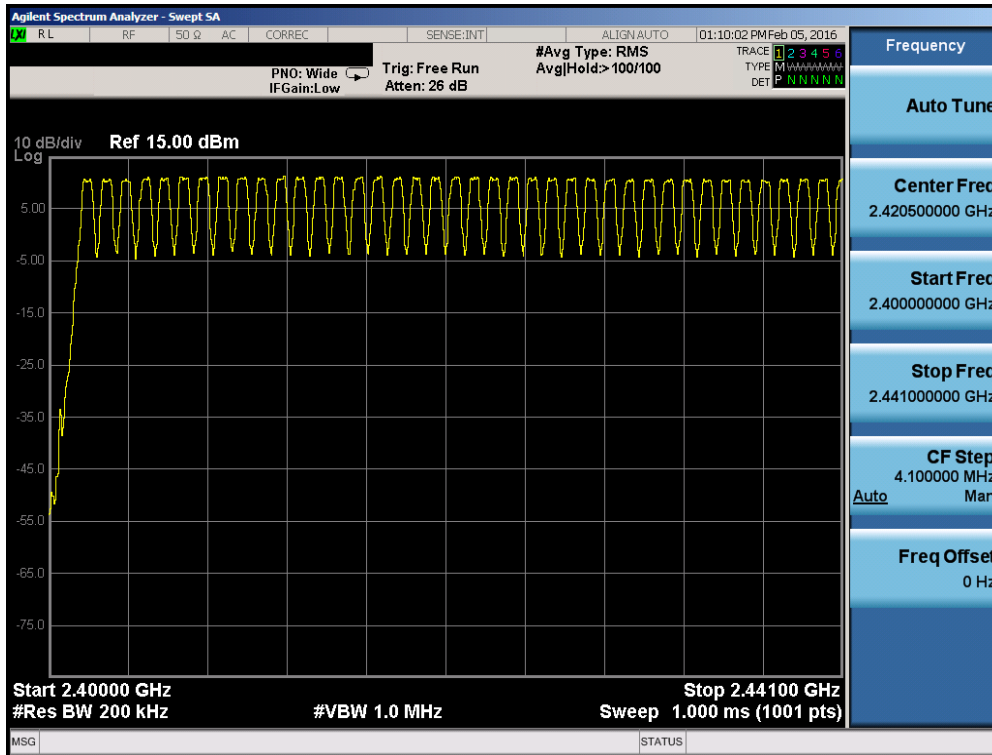 Agilent Spectrum Analyzer - Swept SA
LXI RL RF 50 Ω AC CORREC SENSE:INT ALIGN AUTO 01:10:02 PM Feb 05, 2016
Frequency
#Avg Type: RMS TRACE 1 2 3 4 5 6
PNO: Wide Trig: Free Run Avg|Hold:> 100/100 TYPE M WWWWW
IFGain:Low Atten: 26 dB DET P N N N N N
Auto Tune
10 dB/div Ref 15.00 dBm
Log
5.00
-5.00
-15.0
-25.0
-35.0
-45.0
-55.0
-65.0
-75.0
Center Freq
2.420500000 GHz
Start Freq
2.400000000 GHz
Stop Freq
2.441000000 GHz
CF Step
4.100000 MHz
Auto Man
Freq Offset
0 Hz
Start 2.40000 GHz Stop 2.44100 GHz
#Res BW 200 kHz #VBW 1.0 MHz Sweep 1.000 ms (1001 pts)
MSG STATUS